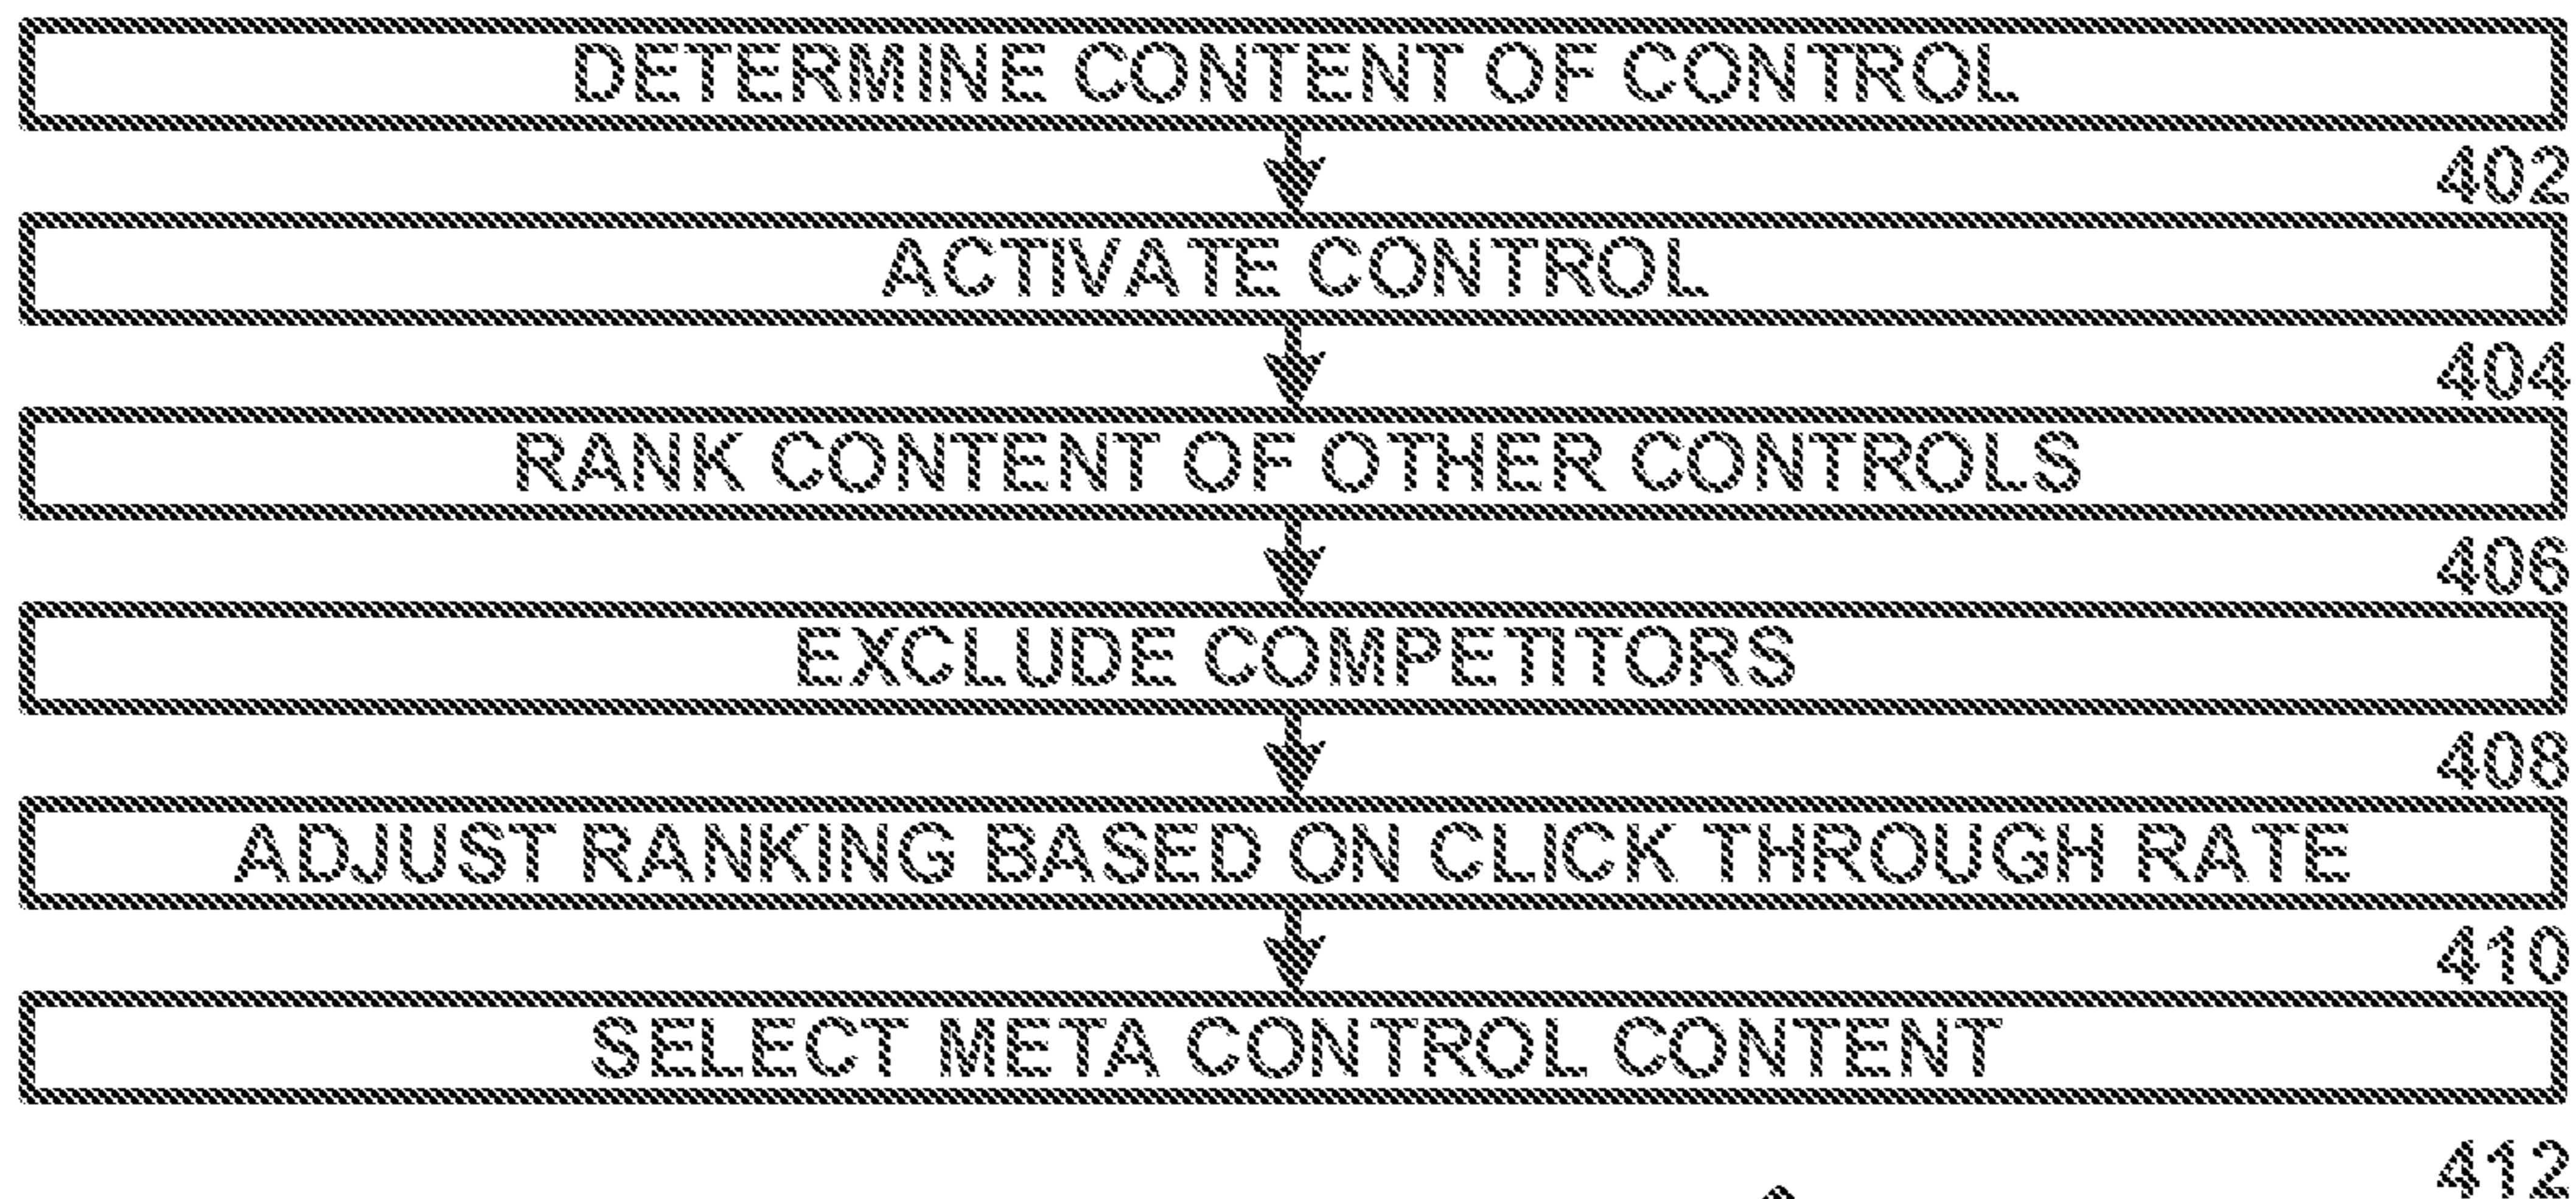 DETERMINE CONTENT OF CONTROL
402
ACTIVATE CONTROL
404
RANK CONTENT OF OTHER CONTROLS
406
EXCLUDE COMPETITORS
408
ADJUST RANKING BASED ON CLICK THROUGH RATE
410
SELECT META CONTROL CONTENT
412